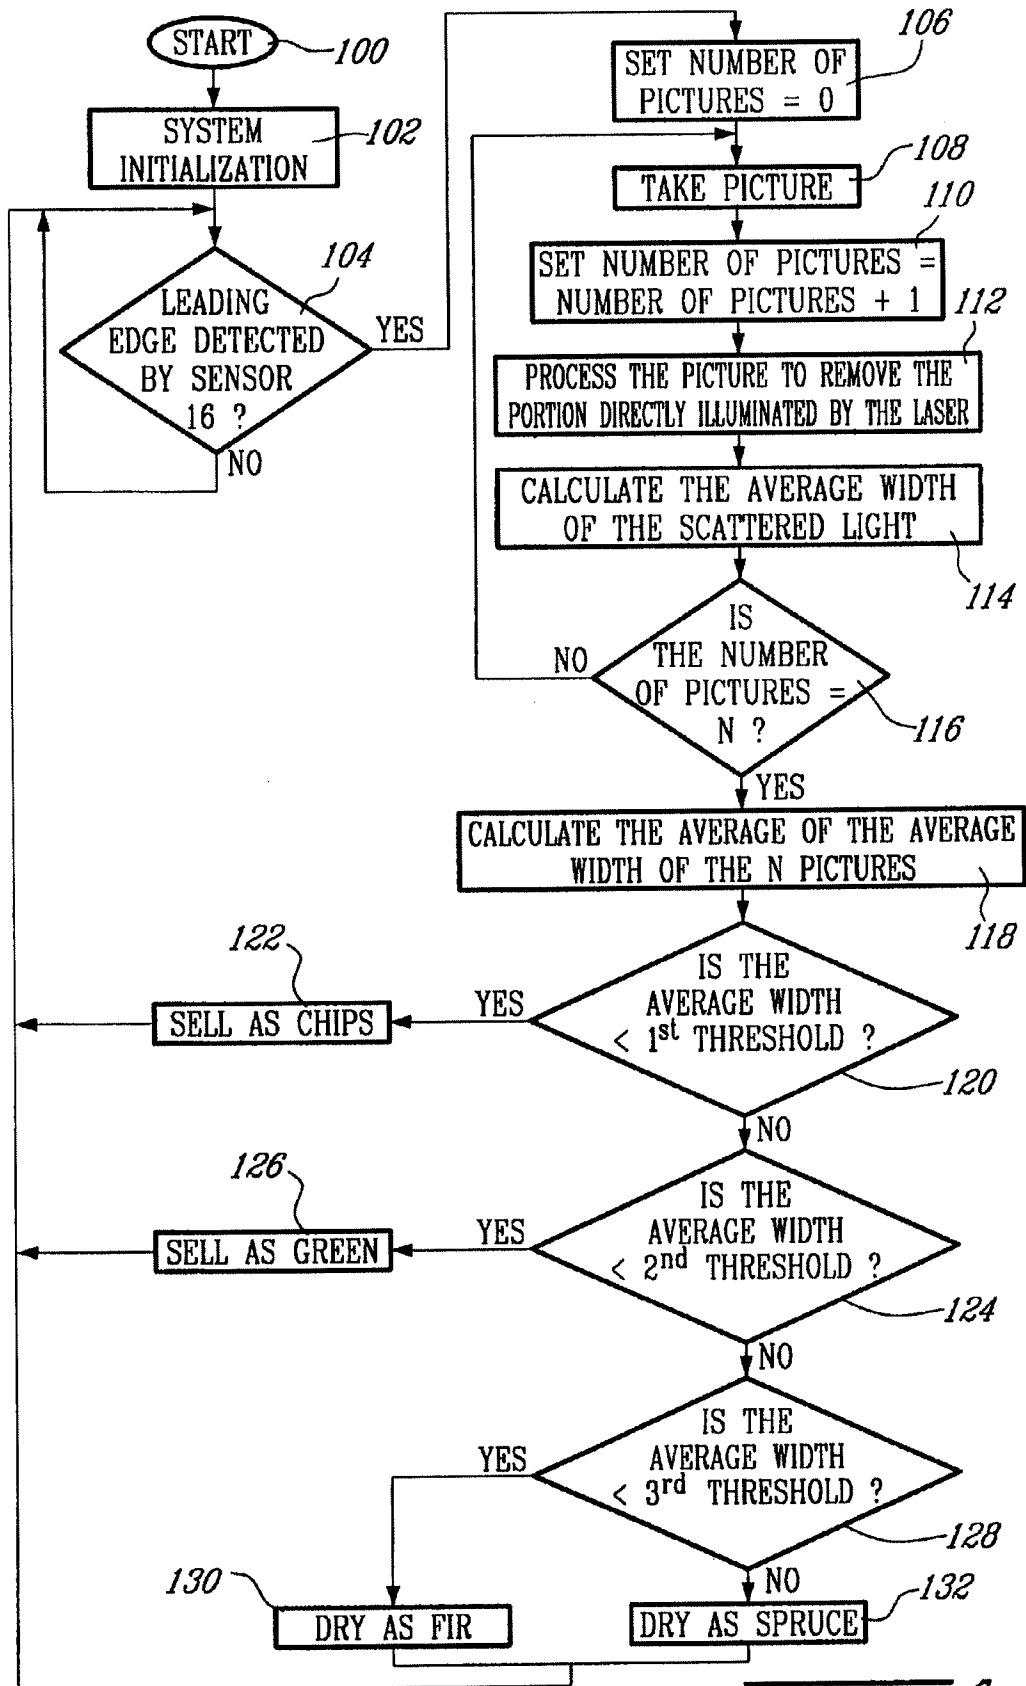 START
100
SYSTEM
INITIALIZATION
102
LEADING
EDGE DETECTED
BY SENSOR
16 ?
104
YES
NO
SET NUMBER OF
PICTURES = 0
106
TAKE PICTURE
108
SET NUMBER OF PICTURES =
NUMBER OF PICTURES + 1
110
PROCESS THE PICTURE TO REMOVE THE
PORTION DIRECTLY ILLUMINATED BY THE LASER
112
CALCULATE THE AVERAGE WIDTH
OF THE SCATTERED LIGHT
114
IS
THE NUMBER
OF PICTURES =
N ?
116
NO
YES
CALCULATE THE AVERAGE OF THE AVERAGE
WIDTH OF THE N PICTURES
118
IS THE
AVERAGE WIDTH
< 1st THRESHOLD ?
120
YES
SELL AS CHIPS
122
NO
IS THE
AVERAGE WIDTH
< 2nd THRESHOLD ?
124
YES
SELL AS GREEN
126
NO
IS THE
AVERAGE WIDTH
< 3rd THRESHOLD ?
128
YES
NO
DRY AS FIR
130
DRY AS SPRUCE
132